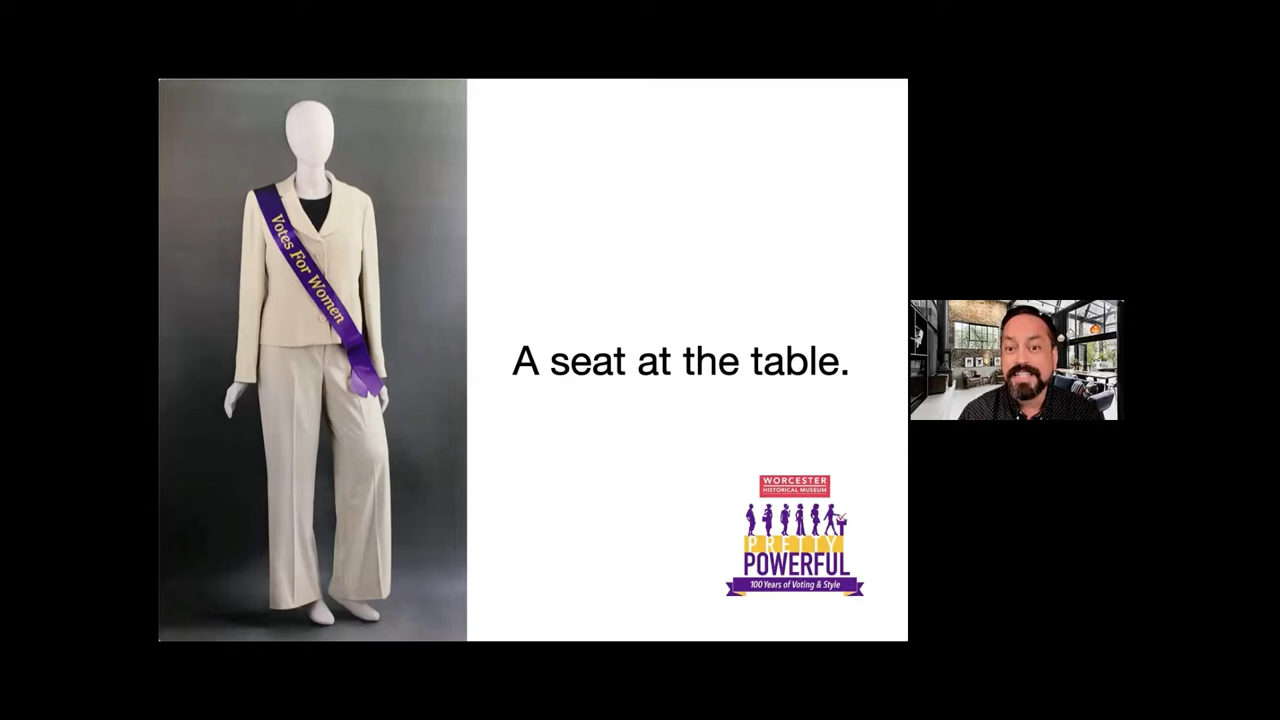 Votes For Women
A seat at the table.
WORCESTER
HISTORICAL MUSEUM
PRETTY
POWERFUL
100 Years of Voting & Style